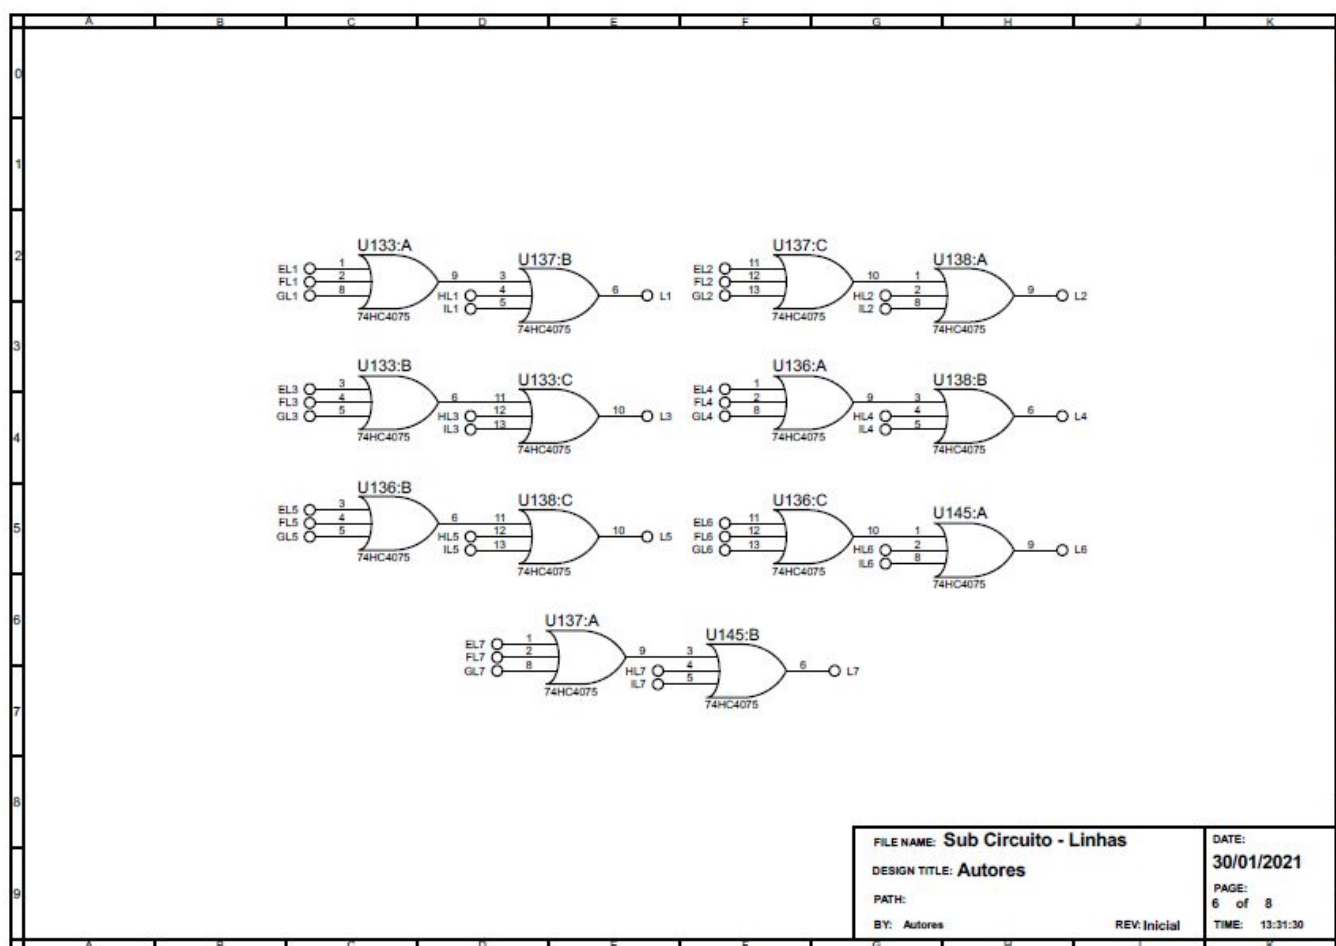 A B C D E F G H J K
0
1
2
3
4
5
6
7
8
9
U133:A
EL1 1
FL1 2
GL1 8
9
74HC4075
U137:B
3
HL1 4
IL1 5
6 L1
74HC4075
U137:C
EL2 11
FL2 12
GL2 13
10
74HC4075
U138:A
1
HL2 2
IL2 8
9 L2
74HC4075
U133:B
EL3 3
FL3 4
GL3 5
6
74HC4075
U133:C
11
HL3 12
IL3 13
10 L3
74HC4075
U136:A
EL4 1
FL4 2
GL4 8
9
74HC4075
U138:B
3
HL4 4
IL4 5
6 L4
74HC4075
U136:B
EL5 3
FL5 4
GL5 5
6
74HC4075
U138:C
11
HL5 12
IL5 13
10 L5
74HC4075
U136:C
EL6 11
FL6 12
GL6 13
10
74HC4075
U145:A
1
HL6 2
IL6 8
9 L6
74HC4075
U137:A
EL7 1
FL7 2
GL7 8
9
74HC4075
U145:B
3
HL7 4
IL7 5
6 L7
74HC4075
FILE NAME: Sub Circuito - Linhas
DESIGN TITLE: Autores
PATH:
BY: Autores REV: Inicial
DATE:
30/01/2021
PAGE:
6 of 8
TIME: 13:31:30
A B C D E F G H J K